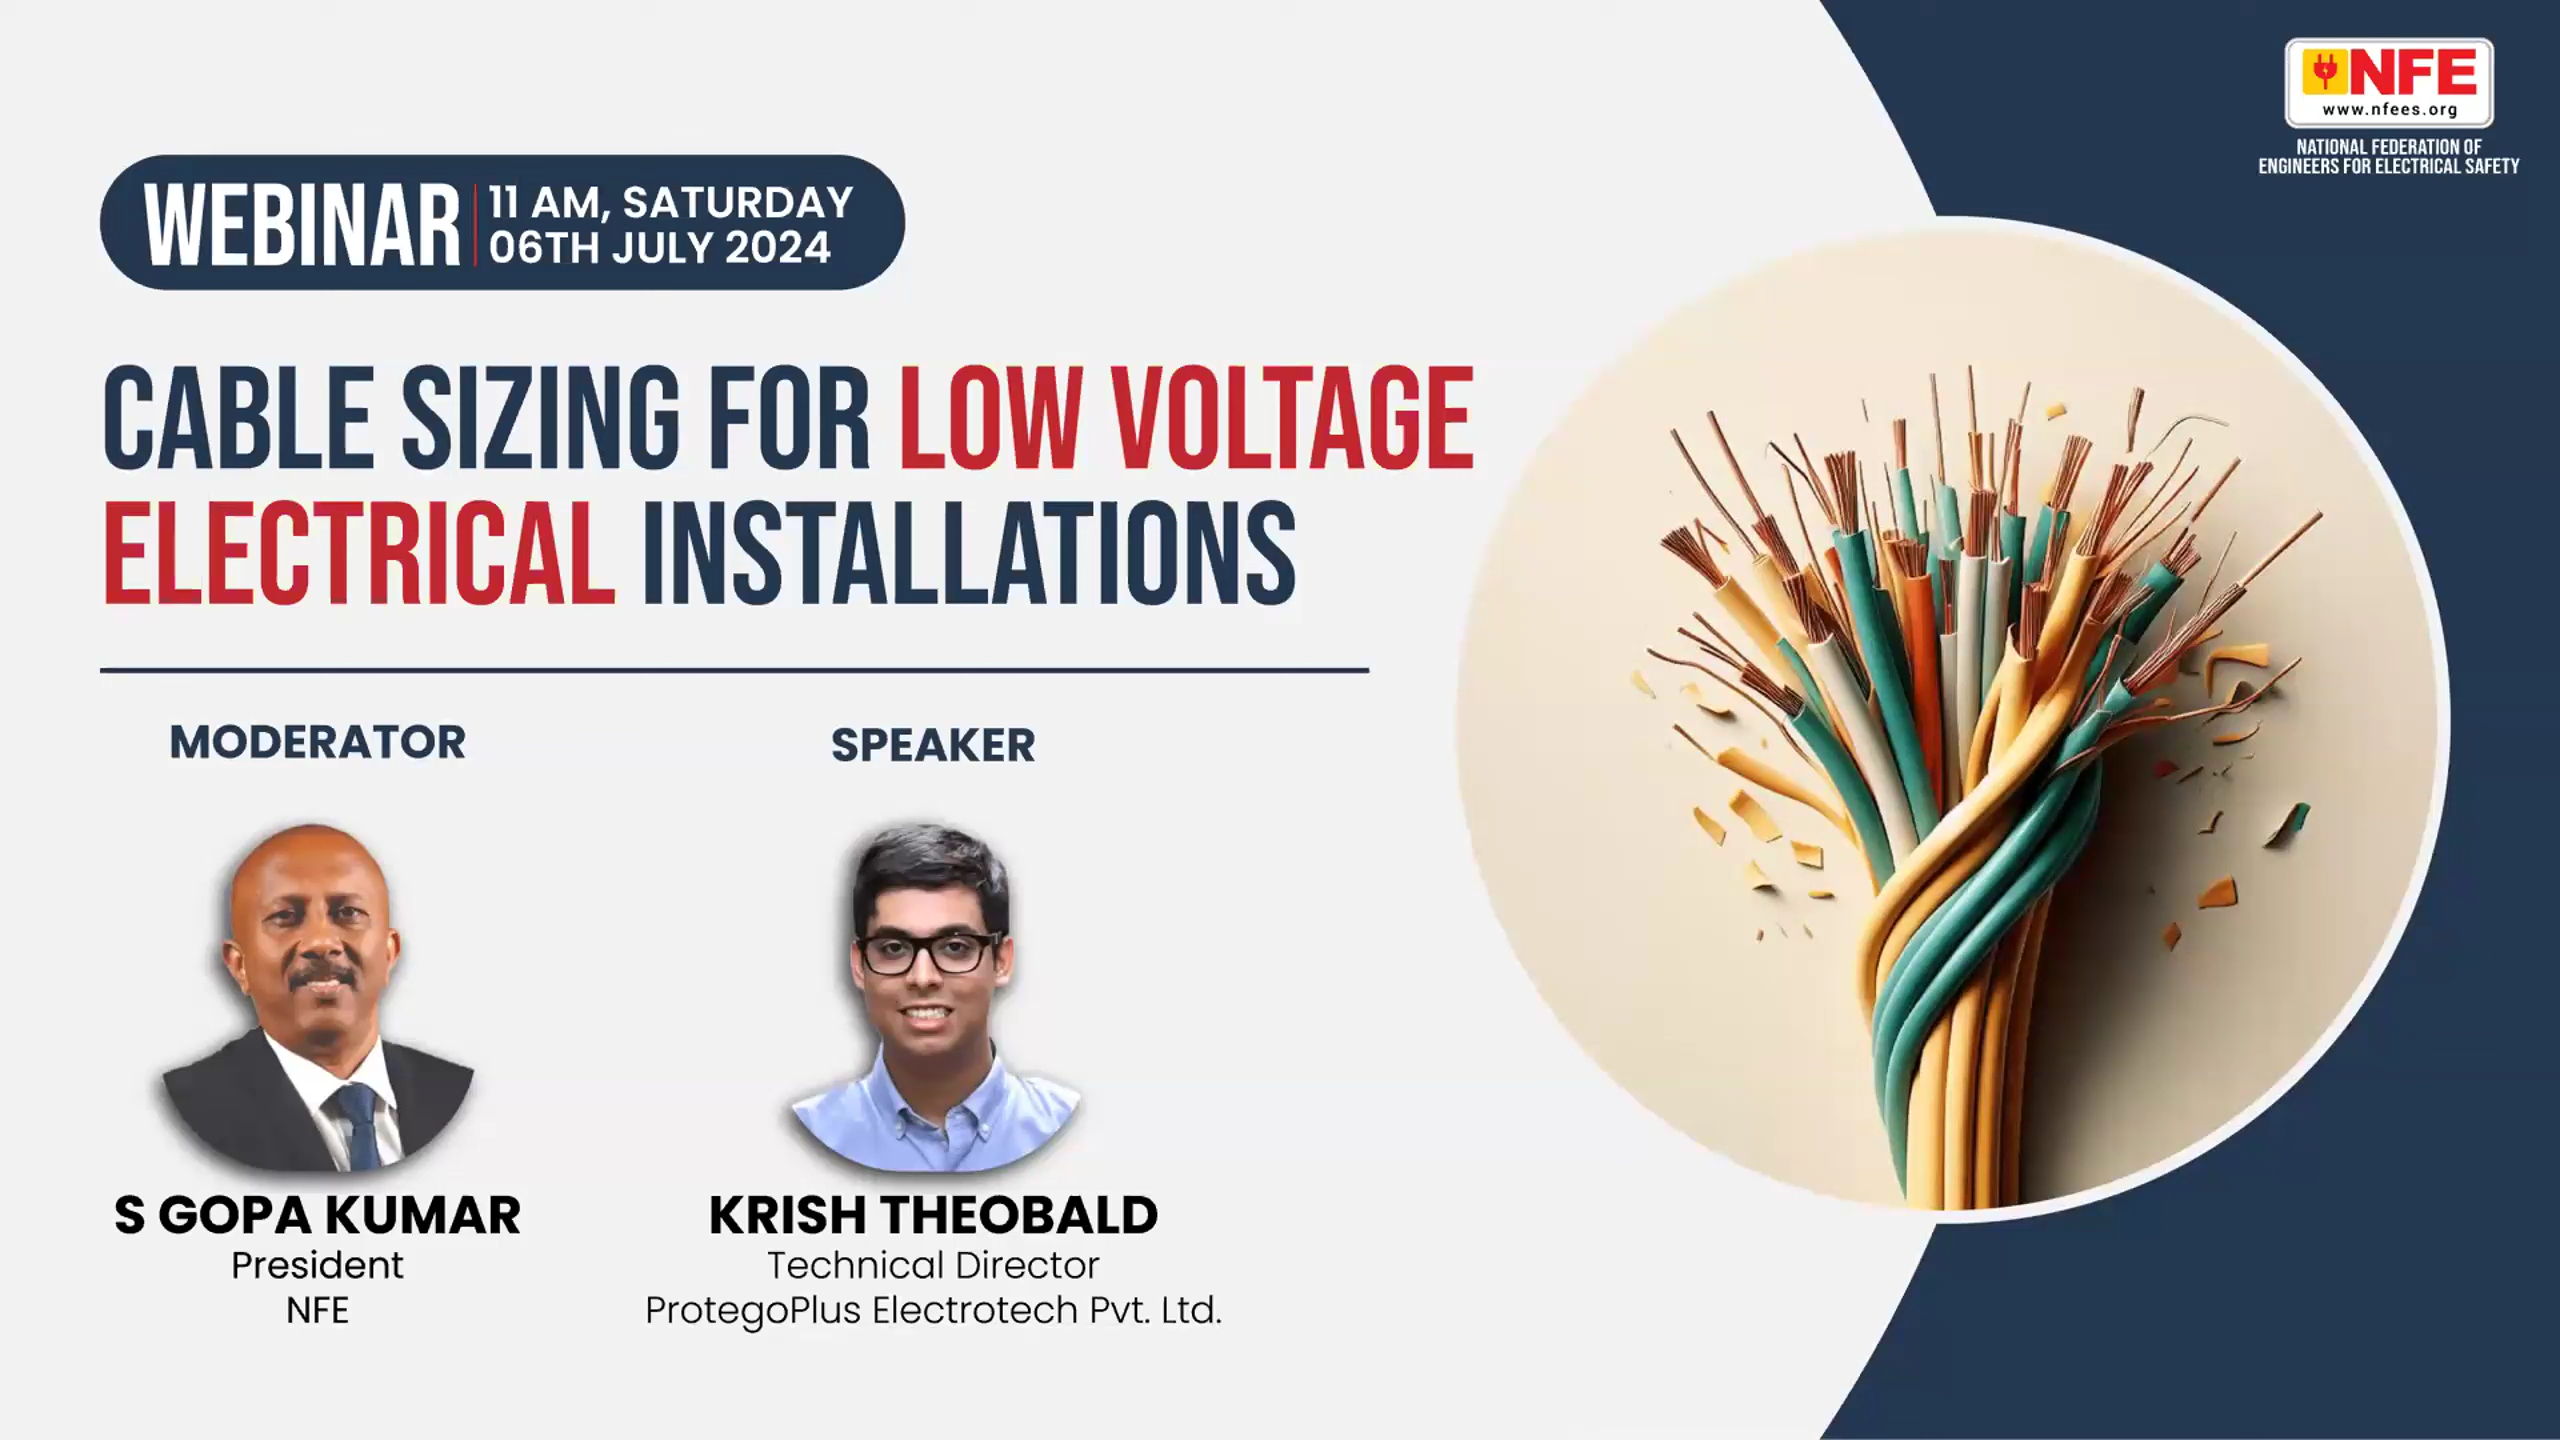 NFE
www.nfees.org
NATIONAL FEDERATION OF
ENGINEERS FOR ELECTRICAL SAFETY
WEBINAR
11 AM, SATURDAY
06TH JULY 2024
CABLE SIZING FOR LOW VOLTAGE
ELECTRICAL INSTALLATIONS
MODERATOR
S GOPA KUMAR
President
NFE
SPEAKER
KRISH THEOBALD
Technical Director
ProtegoPlus Electrotech Pvt. Ltd.